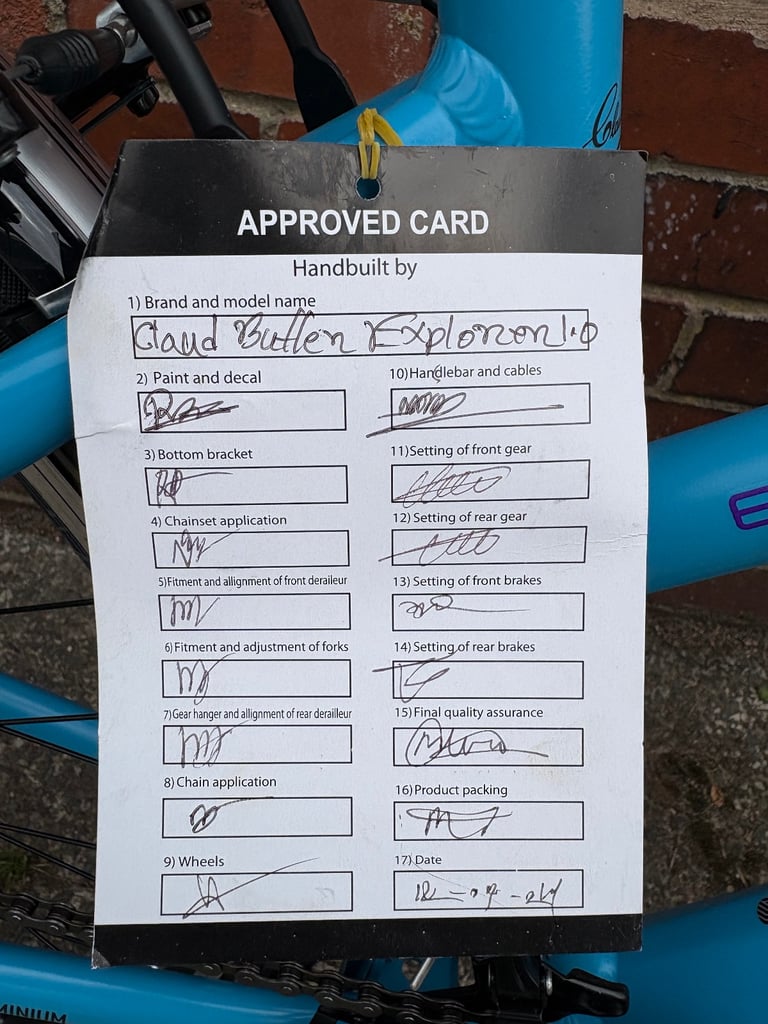 APPROVED CARD
Handbuilt by
1) Brand and model name
Claud Butlen Explonon 1.0
2) Paint and decal
3) Bottom bracket
4) Chainset application
5)Fitment and allignment of front deraileur
6)Fitment and adjustment of forks
7)Gear hanger and allignment of rear derailleur
8) Chain application
9) Wheels
10)Handlebar and cables
11)Setting of front gear
12) Setting of rear gear
13) Setting of front brakes
14) Setting of rear brakes
15) Final quality assurance
16)Product packing
17) Date
MINIUM